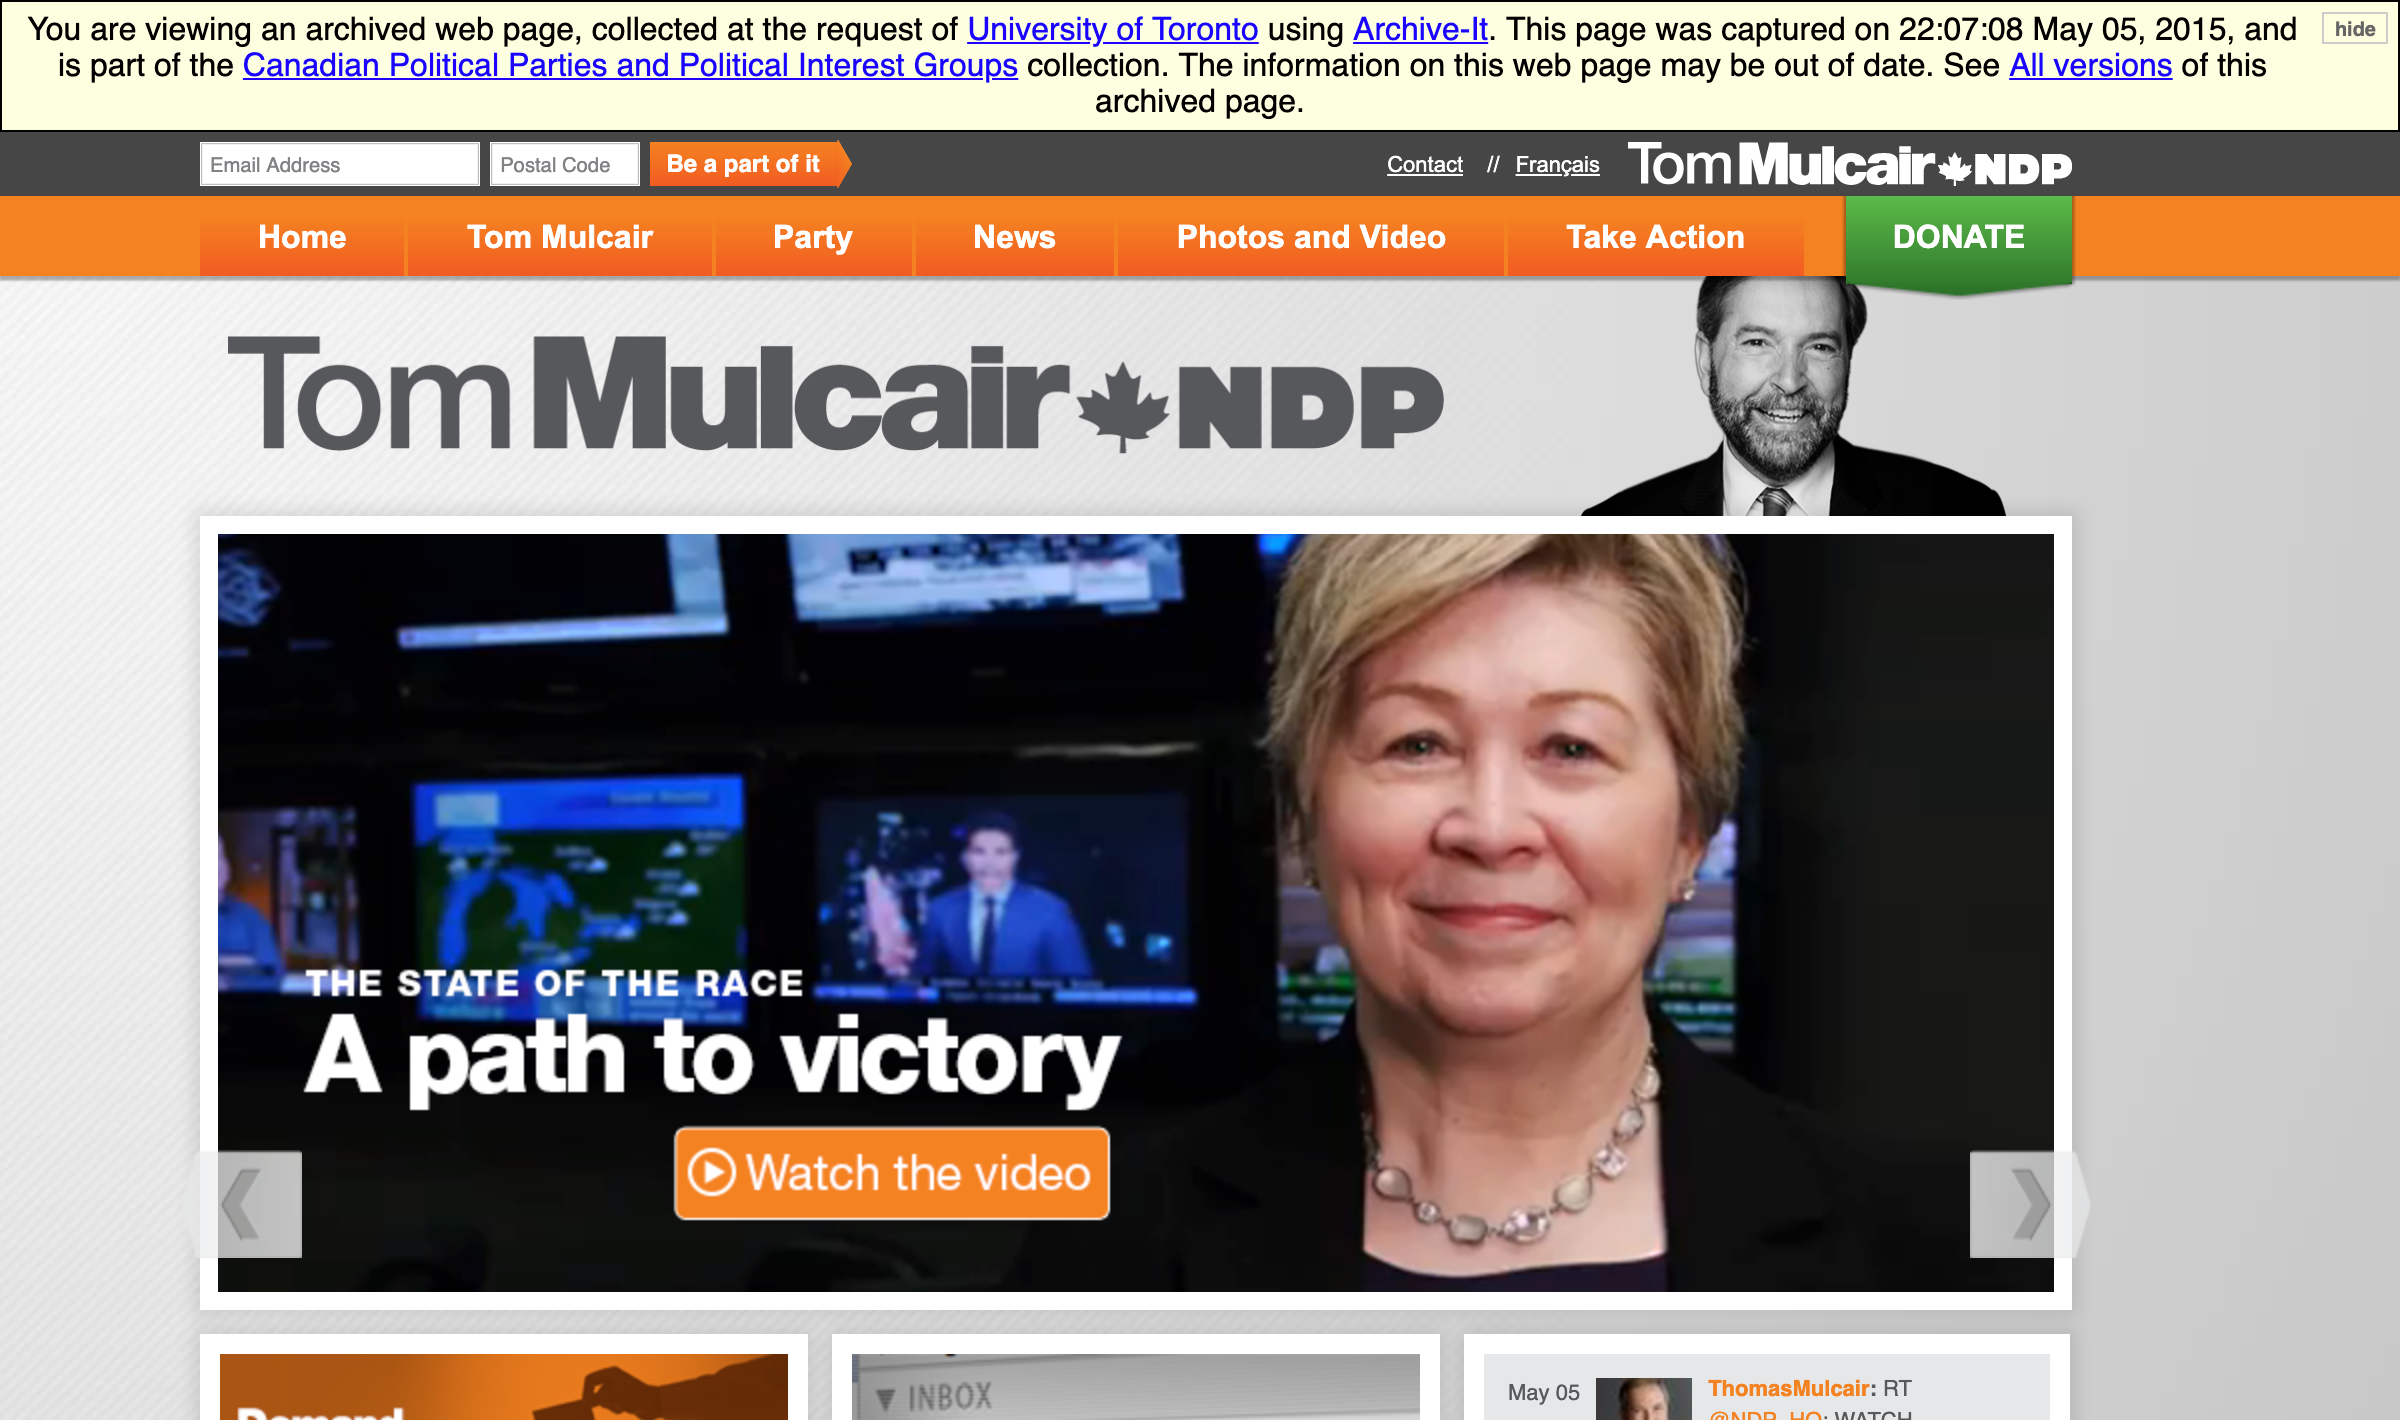 You are viewing an archived web page, collected at the request of University of Toronto using Archive-It. This page was captured on 22:07:08 May 05, 2015, and
hide
is part of the Canadian Political Parties and Political Interest Groups collection. The information on this web page may be out of date. See All versions of this
archived page.
Email Address
Postal Code
Be a part of it
Contact // Français
Tom Mulcair NDP
Home
Tom Mulcair
Party
News
Photos and Video
Take Action
DONATE
Tom Mulcair NDP
THE STATE OF THE RACE
A path to victory
Watch the video
Demand
INBOX
May 05
ThomasMulcair: RT
@NDP_HQ: WATCH